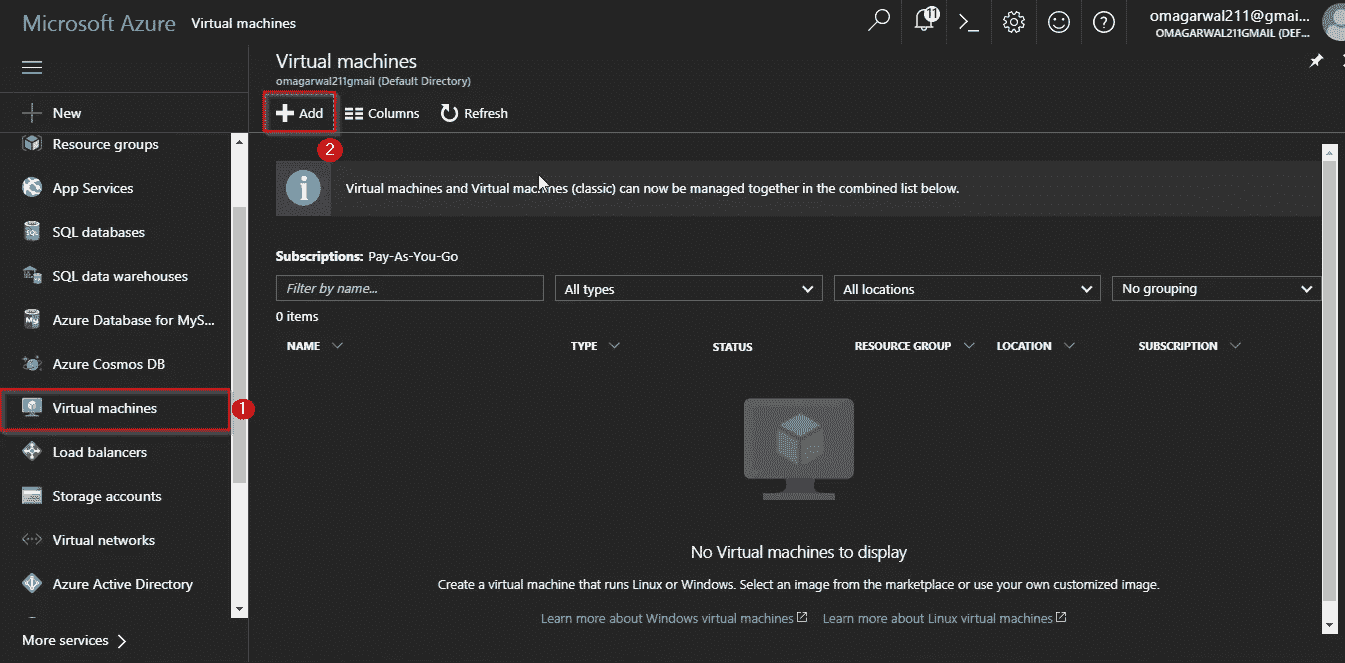 Microsoft Azure Virtual machines
11
omagarwal211@gmai...
OMAGARWAL211GMAIL (DEF...
New
Resource groups
App Services
SQL databases
SQL data warehouses
Azure Database for MyS...
Azure Cosmos DB
Virtual machines
1
Load balancers
Storage accounts
Virtual networks
Azure Active Directory
More services
Virtual machines
omagarwal211gmail (Default Directory)
Add Columns Refresh
2
Virtual machines and Virtual machines (classic) can now be managed together in the combined list below.
Subscriptions: Pay-As-You-Go
Filter by name... All types All locations No grouping
0 items
NAME TYPE STATUS RESOURCE GROUP LOCATION SUBSCRIPTION
No Virtual machines to display
Create a virtual machine that runs Linux or Windows. Select an image from the marketplace or use your own customized image.
Learn more about Windows virtual machines Learn more about Linux virtual machines